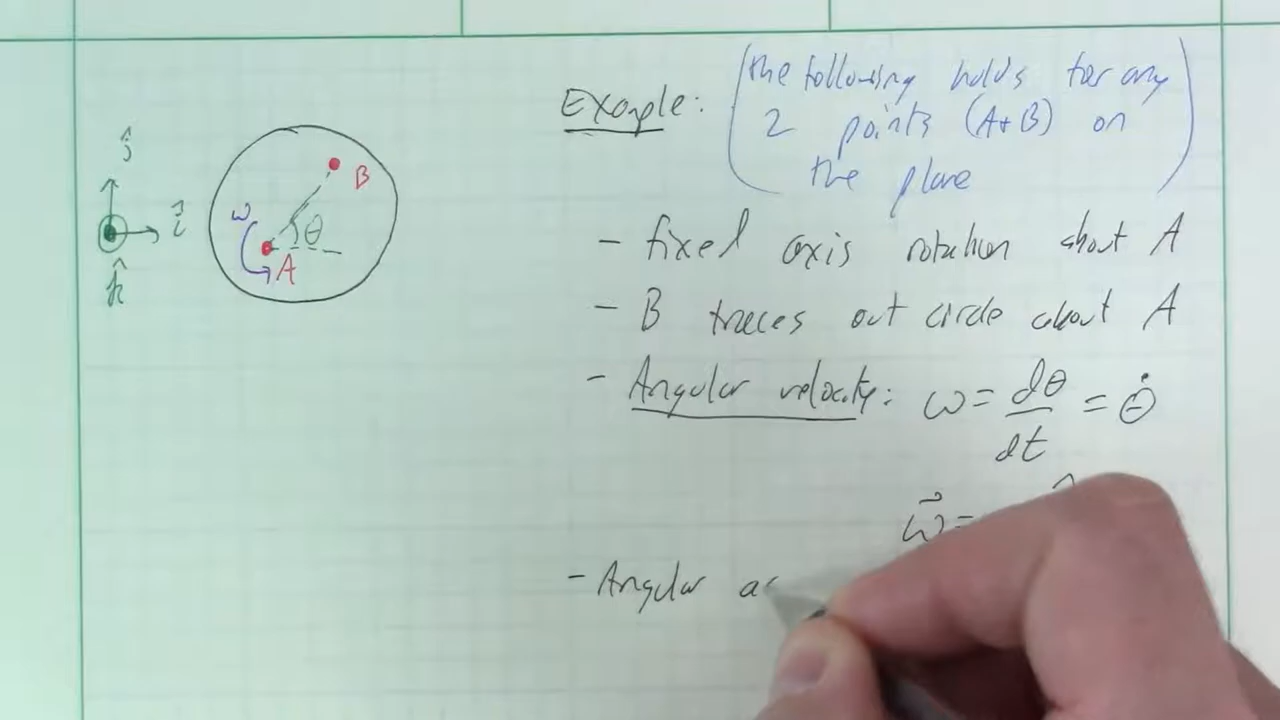 Example: (the following holds for any
2 points (A+B) on
the plane)
ĵ
î
k̂
ω
θ
A
B
- fixed axis rotation about A
- B traces out circle about A
- Angular velocity: ω = dθ/dt = θ̇
ω⃗ =
- Angular ac